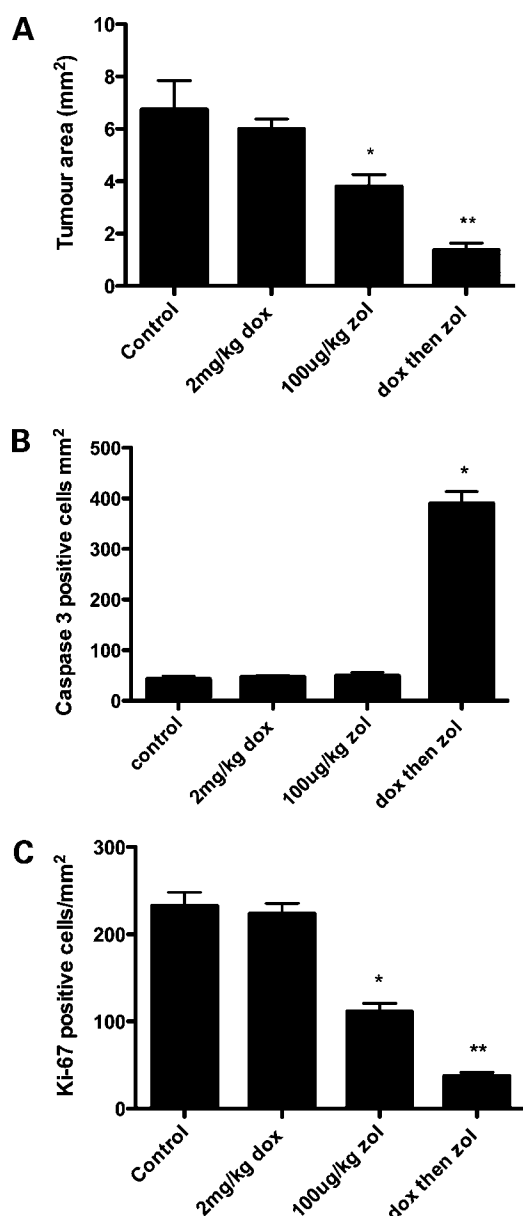 A
Tumour area (mm²)
10
8
6
4
2
0
*
**
Control
2mg/kg dox
100ug/kg zol
dox then zol
B
Caspase 3 positive cells mm²
500
400
300
200
100
0
*
control
2mg/kg dox
100ug/kg zol
dox then zol
C
Ki-67 positive cells/mm²
300
200
100
0
*
**
Control
2mg/kg dox
100ug/kg zol
dox then zol